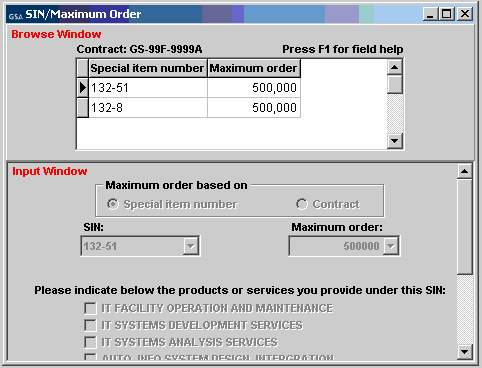 GSA SIN/Maximum Order
Browse Window
Contract: GS-99F-9999A Press F1 for field help
Special item number Maximum order
132-51 500,000
132-8 500,000
Input Window
Maximum order based on
Special item number Contract
SIN: Maximum order:
132-51 500000
Please indicate below the products or services you provide under this SIN:
IT FACILITY OPERATION AND MAINTENANCE
IT SYSTEMS DEVELOPMENT SERVICES
IT SYSTEMS ANALYSIS SERVICES
AUTO. INFO SYSTEM DESIGN, INTERGRATION